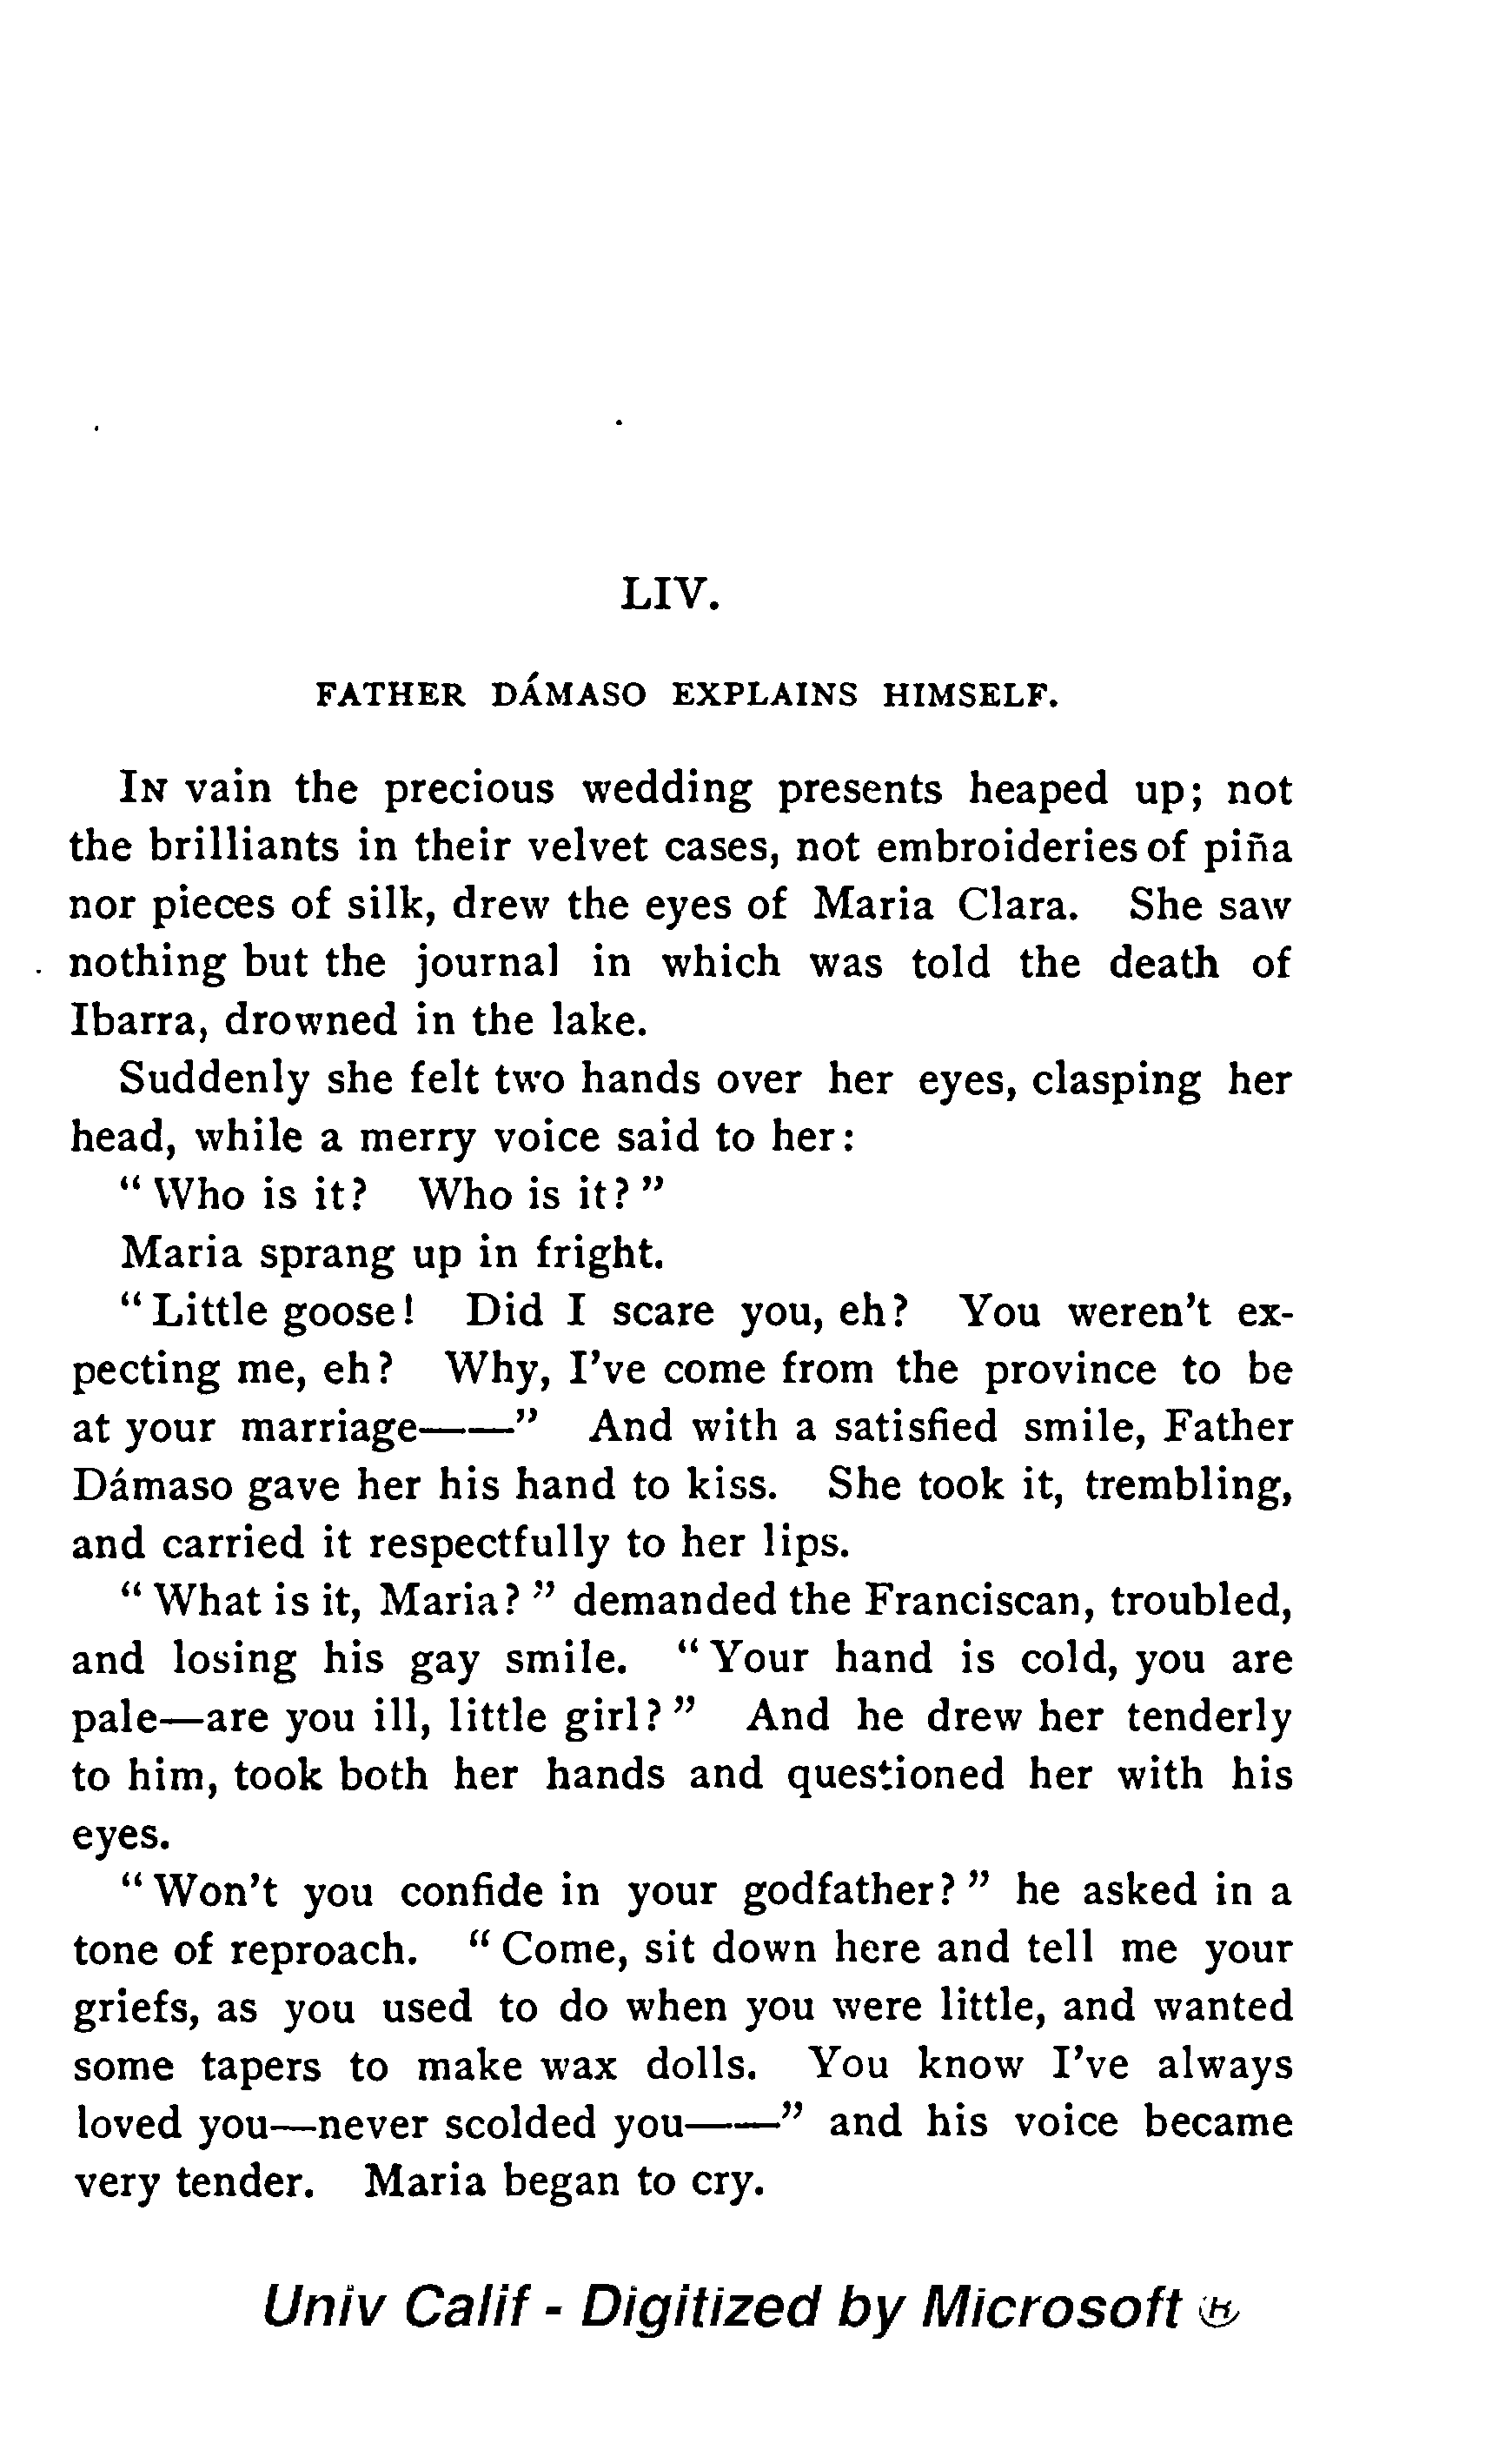 LIV.
FATHER DÁMASO EXPLAINS HIMSELF.
IN vain the precious wedding presents heaped up; not
the brilliants in their velvet cases, not embroideries of piña
nor pieces of silk, drew the eyes of Maria Clara. She saw
nothing but the journal in which was told the death of
Ibarra, drowned in the lake.
Suddenly she felt two hands over her eyes, clasping her
head, while a merry voice said to her:
“ Who is it? Who is it? ”
Maria sprang up in fright.
“ Little goose! Did I scare you, eh? You weren't ex-
pecting me, eh? Why, I've come from the province to be
at your marriage——” And with a satisfied smile, Father
Dámaso gave her his hand to kiss. She took it, trembling,
and carried it respectfully to her lips.
“ What is it, Maria? ” demanded the Franciscan, troubled,
and losing his gay smile. “ Your hand is cold, you are
pale—are you ill, little girl? ” And he drew her tenderly
to him, took both her hands and questioned her with his
eyes.
“ Won't you confide in your godfather? ” he asked in a
tone of reproach. “ Come, sit down here and tell me your
griefs, as you used to do when you were little, and wanted
some tapers to make wax dolls. You know I've always
loved you—never scolded you——” and his voice became
very tender. Maria began to cry.
Univ Calif - Digitized by Microsoft ®